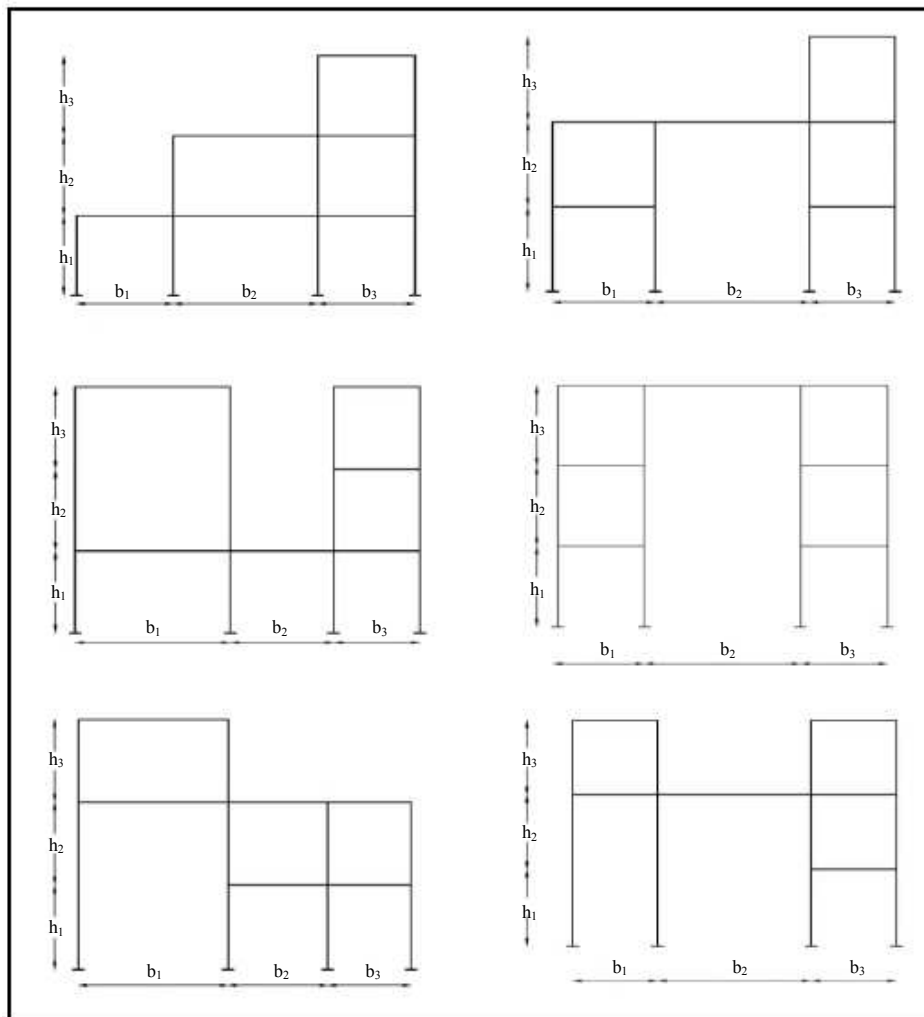 h₃
h₂
h₁
b₁ b₂ b₃
h₃
h₂
h₁
b₁ b₂ b₃
h₃
h₂
h₁
b₁ b₂ b₃
h₃
h₂
h₁
b₁ b₂ b₃
h₃
h₂
h₁
b₁ b₂ b₃
h₃
h₂
h₁
b₁ b₂ b₃